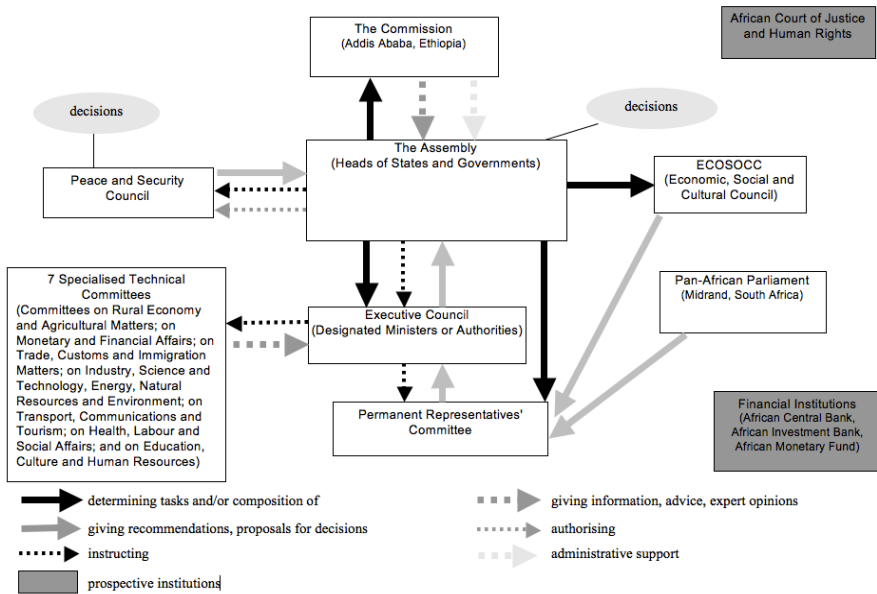 The Commission
(Addis Ababa, Ethiopia)
African Court of Justice
and Human Rights
decisions
decisions
The Assembly
(Heads of States and Governments)
Peace and Security
Council
ECOSOCC
(Economic, Social and
Cultural Council)
7 Specialised Technical
Committees
(Committees on Rural Economy
and Agricultural Matters; on
Monetary and Financial Affairs; on
Trade, Customs and Immigration
Matters; on Industry, Science and
Technology, Energy, Natural
Resources and Environment; on
Transport, Communications and
Tourism; on Health, Labour and
Social Affairs; and on Education,
Culture and Human Resources)
Executive Council
(Designated Ministers or Authorities)
Pan-African Parliament
(Midrand, South Africa)
Permanent Representatives'
Committee
Financial Institutions
(African Central Bank,
African Investment Bank,
African Monetary Fund)
determining tasks and/or composition of
giving recommendations, proposals for decisions
instructing
prospective institutions
giving information, advice, expert opinions
authorising
administrative support